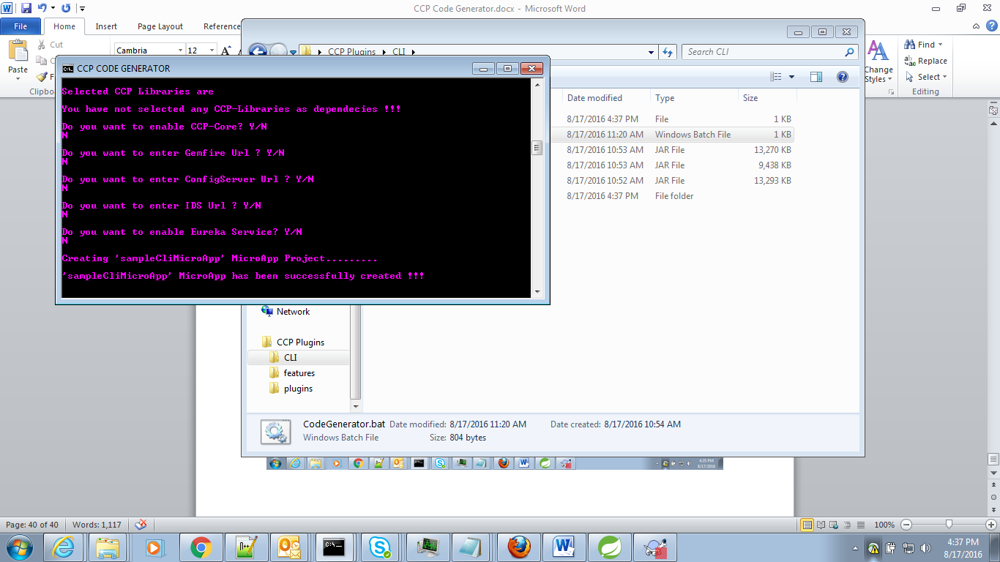 CCP Code Generator.docx - Microsoft Word
File Home Insert Page Layout Reference
Cut
Paste
Cambria 12
Clipbo
Change Styles
Find
Replace
Select
Editing
CCP Plugins CLI
Search CLI
Date modified Type Size
8/17/2016 4:37 PM File 1 KB
8/17/2016 11:20 AM Windows Batch File 1 KB
8/17/2016 10:53 AM JAR File 13,270 KB
8/17/2016 10:53 AM JAR File 9,438 KB
8/17/2016 10:52 AM JAR File 13,293 KB
8/17/2016 4:37 PM File folder
CCP CODE GENERATOR
Selected CCP Libraries are
You have not selected any CCP-Libraries as dependecies !!!
Do you want to enable CCP-Core? Y/N
N
Do you want to enter Gemfire Url ? Y/N
N
Do you want to enter ConfigServer Url ? Y/N
N
Do you want to enter IDS Url ? Y/N
N
Do you want to enable Eureka Service? Y/N
N
Creating 'sampleCliMicroApp' MicroApp Project.........
'sampleCliMicroApp' MicroApp has been successfully created !!!
Network
CCP Plugins
CLI
features
plugins
CodeGenerator.bat Date modified: 8/17/2016 11:20 AM Date created: 8/17/2016 10:54 AM
Windows Batch File Size: 804 bytes
4:35 PM
8/17/2016
Page: 40 of 40 Words: 1,117 100%
4:37 PM
8/17/2016